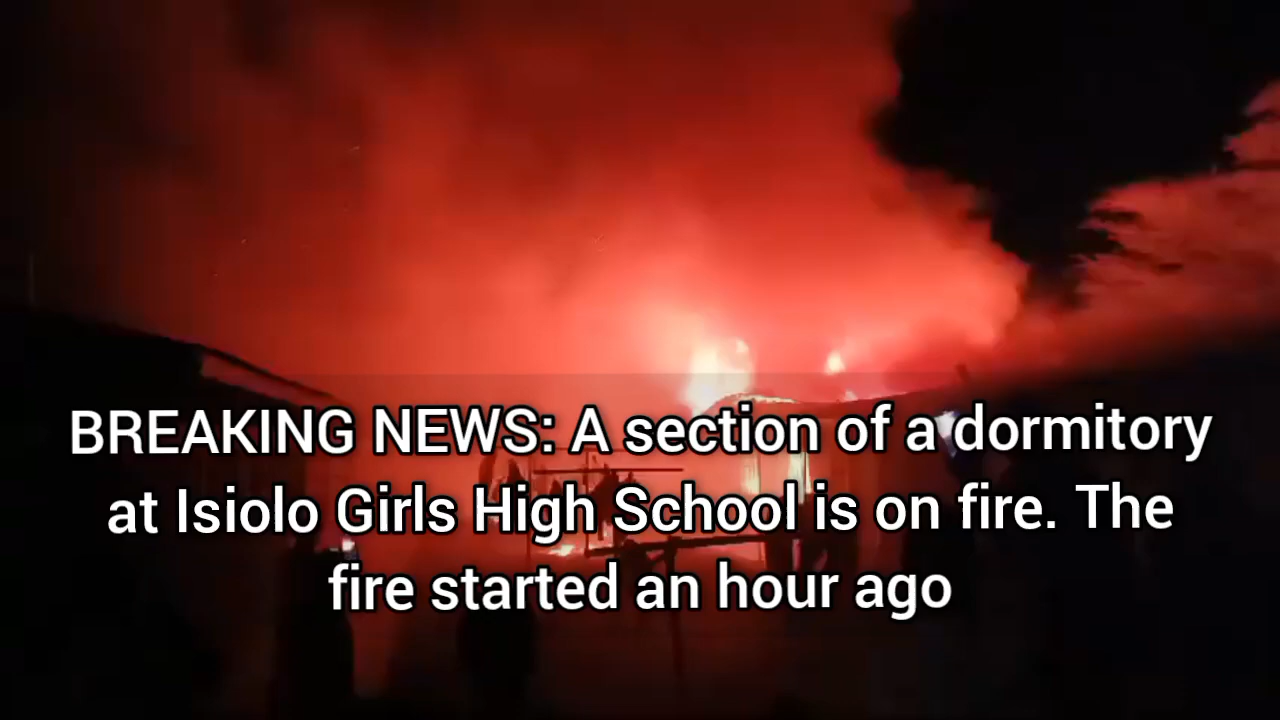 BREAKING NEWS: A section of a dormitory
at Isiolo Girls High School is on fire. The
fire started an hour ago